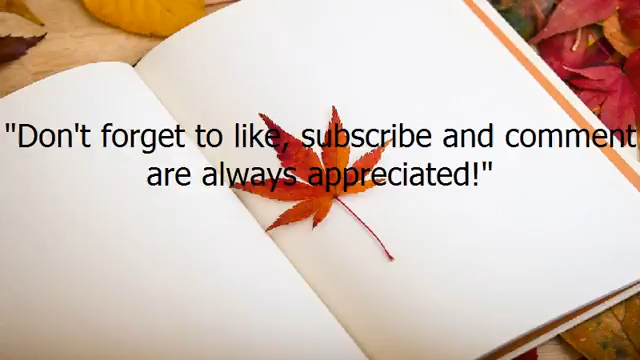 "Don't forget to like, subscribe and comment
are always appreciated!"